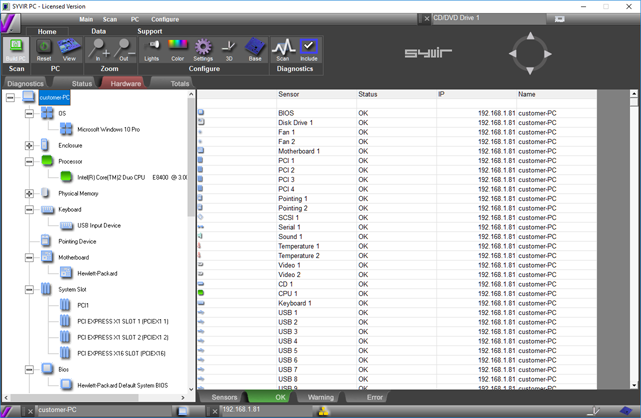 SYVIR PC - Licensed Version
Main Scan PC Configure
CD/DVD Drive 1
Home Data Support
Build PC Reset View In Out Lights Color Settings 3D Base Scan Include
SYVIR
Scan PC Zoom Configure Diagnostics
Diagnostics Status Hardware Totals
customer-PC
OS
Microsoft Windows 10 Pro
Enclosure
Processor
Intel(R) Core(TM)2 Duo CPU E8400 @ 3.00
Physical Memory
Keyboard
USB Input Device
Pointing Device
Motherboard
Hewlett-Packard
System Slot
PCI1
PCI EXPRESS X1 SLOT 1 (PCIEX1 1)
PCI EXPRESS X1 SLOT 2 (PCIEX1 2)
PCI EXPRESS X16 SLOT (PCIEX16)
Bios
Hewlett-Packard Default System BIOS
Sensor Status IP Name
BIOS OK 192.168.1.81 customer-PC
Disk Drive 1 OK 192.168.1.81 customer-PC
Fan 1 OK 192.168.1.81 customer-PC
Fan 2 OK 192.168.1.81 customer-PC
Motherboard 1 OK 192.168.1.81 customer-PC
PCI 1 OK 192.168.1.81 customer-PC
PCI 2 OK 192.168.1.81 customer-PC
PCI 3 OK 192.168.1.81 customer-PC
PCI 4 OK 192.168.1.81 customer-PC
Pointing 1 OK 192.168.1.81 customer-PC
Pointing 2 OK 192.168.1.81 customer-PC
SCSI 1 OK 192.168.1.81 customer-PC
Serial 1 OK 192.168.1.81 customer-PC
Sound 1 OK 192.168.1.81 customer-PC
Temperature 1 OK 192.168.1.81 customer-PC
Temperature 2 OK 192.168.1.81 customer-PC
Video 1 OK 192.168.1.81 customer-PC
Video 2 OK 192.168.1.81 customer-PC
CD 1 OK 192.168.1.81 customer-PC
CPU 1 OK 192.168.1.81 customer-PC
Keyboard 1 OK 192.168.1.81 customer-PC
USB 1 OK 192.168.1.81 customer-PC
USB 2 OK 192.168.1.81 customer-PC
USB 3 OK 192.168.1.81 customer-PC
USB 4 OK 192.168.1.81 customer-PC
USB 5 OK 192.168.1.81 customer-PC
USB 6 OK 192.168.1.81 customer-PC
USB 7 OK 192.168.1.81 customer-PC
USB 8 OK 192.168.1.81 customer-PC
USB 9 OK 192.168.1.81 customer-PC
Sensors OK Warning Error
customer-PC 192.168.1.81